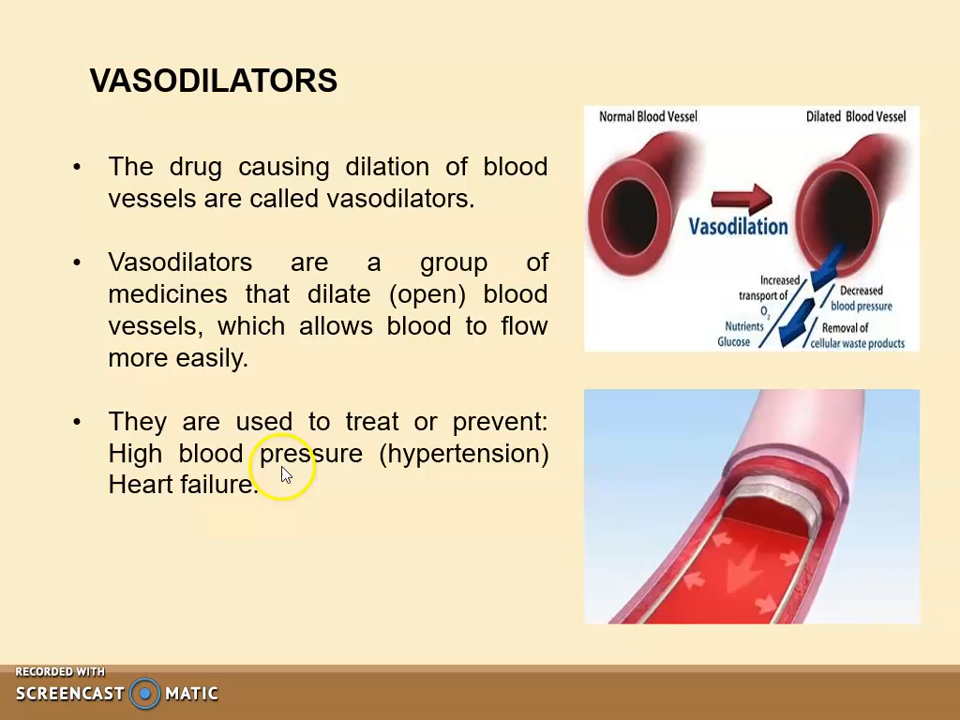 VASODILATORS
• The drug causing dilation of blood
vessels are called vasodilators.
• Vasodilators are a group of
medicines that dilate (open) blood
vessels, which allows blood to flow
more easily.
• They are used to treat or prevent:
High blood pressure (hypertension)
Heart failure.
Normal Blood Vessel
Dilated Blood Vessel
Vasodilation
Increased
transport of
O2
Nutrients
Glucose
Decreased
blood pressure
Removal of
cellular waste products
RECORDED WITH
SCREENCAST MATIC